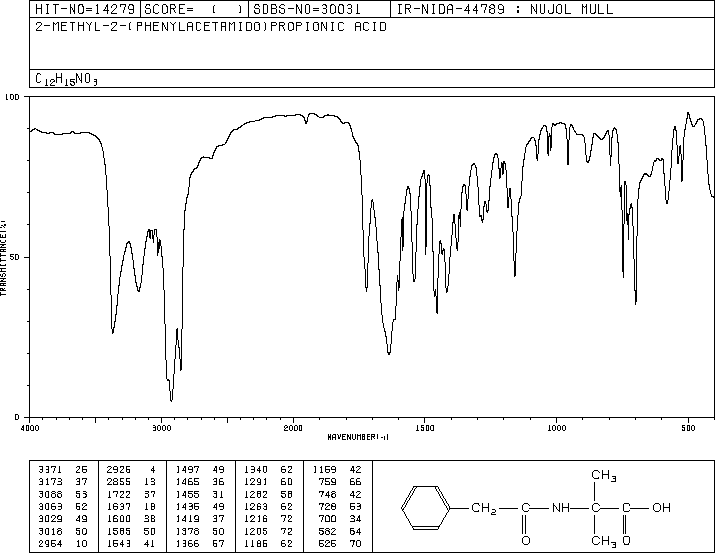 HIT-NO=14279 SCORE= ( ) SDBS-NO=30031 IR-NIDA-44789 : NUJOL MULL
2-METHYL-2-(PHENYLACETAMIDO)PROPIONIC ACID
C12H15NO3
100
50
0
TRANSMITTANCE(%)
4000 3000 2000 1500 1000 500
WAVENUMBER(-1)
3371 26 2926 4 1497 49 1340 62 1159 42
3173 37 2855 13 1465 36 1291 60 759 66
3088 53 1722 37 1455 31 1282 58 748 42
3063 52 1637 18 1436 49 1263 62 728 53
3029 49 1600 38 1419 37 1216 72 700 34
3018 50 1585 50 1378 50 1205 72 582 64
2954 10 1543 41 1366 57 1186 62 526 70
CH3
CH2 C NH C C OH
O CH3 O